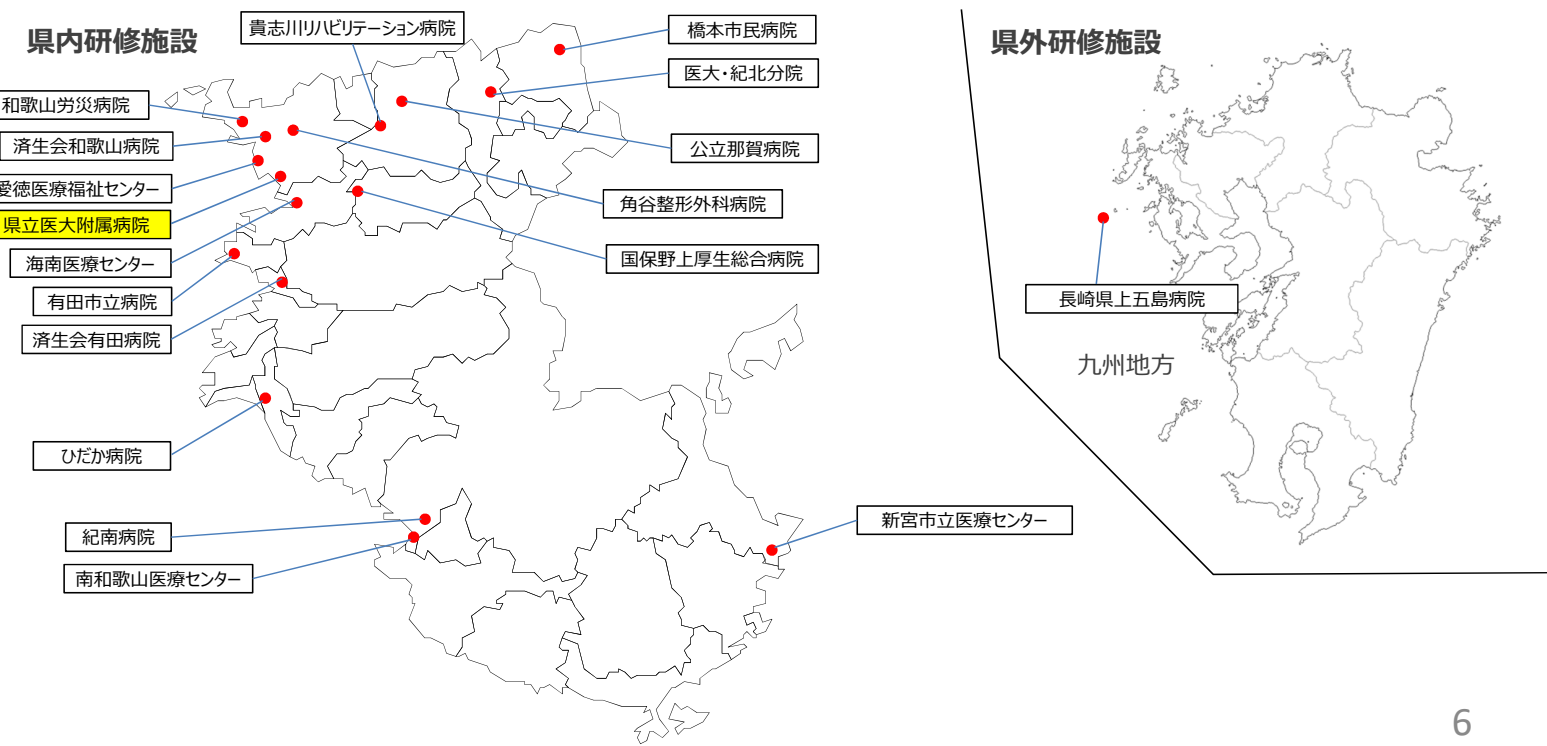 県内研修施設
貴志川リハビリテーション病院
橋本市民病院
医大・紀北分院
和歌山労災病院
済生会和歌山病院
公立那賀病院
愛徳医療福祉センター
角谷整形外科病院
県立医大附属病院
海南医療センター
国保野上厚生総合病院
有田市立病院
済生会有田病院
ひだか病院
紀南病院
新宮市立医療センター
南和歌山医療センター
県外研修施設
長崎県上五島病院
九州地方
6